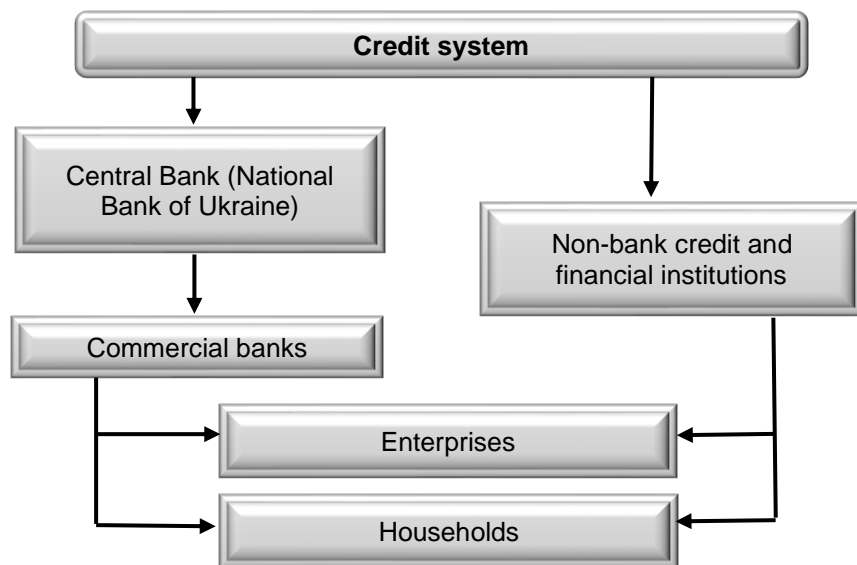 Credit system
Central Bank (National
Bank of Ukraine)
Non-bank credit and
financial institutions
Commercial banks
Enterprises
Households